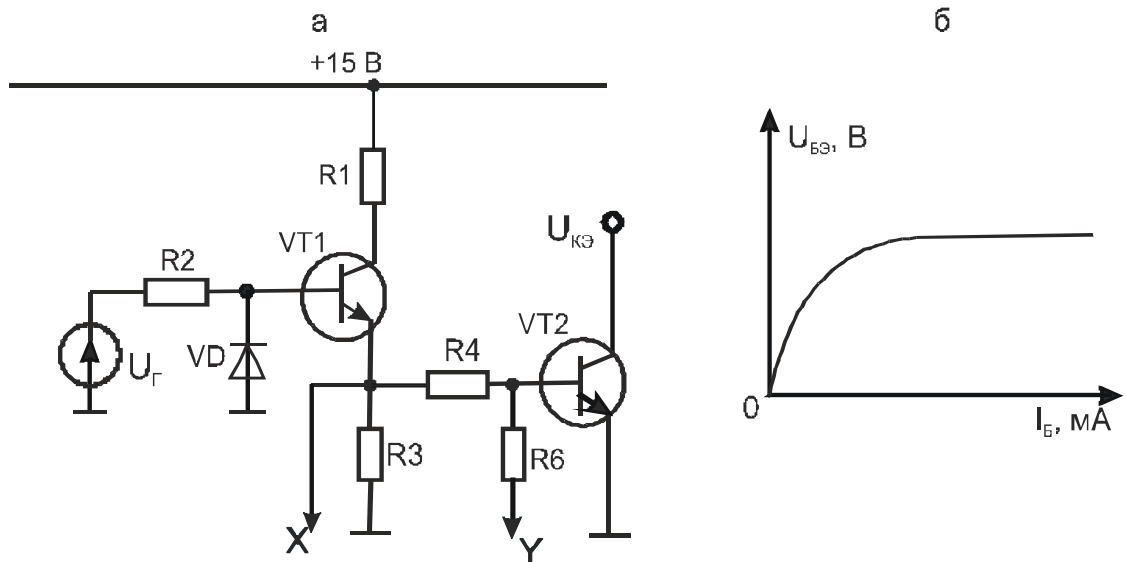 а
б
+15 В
U_БЭ, В
R1
VT1
U_КЭ
R2
VT2
R4
VD
U_Г
0
I_Б, мА
R3
R6
X
Y